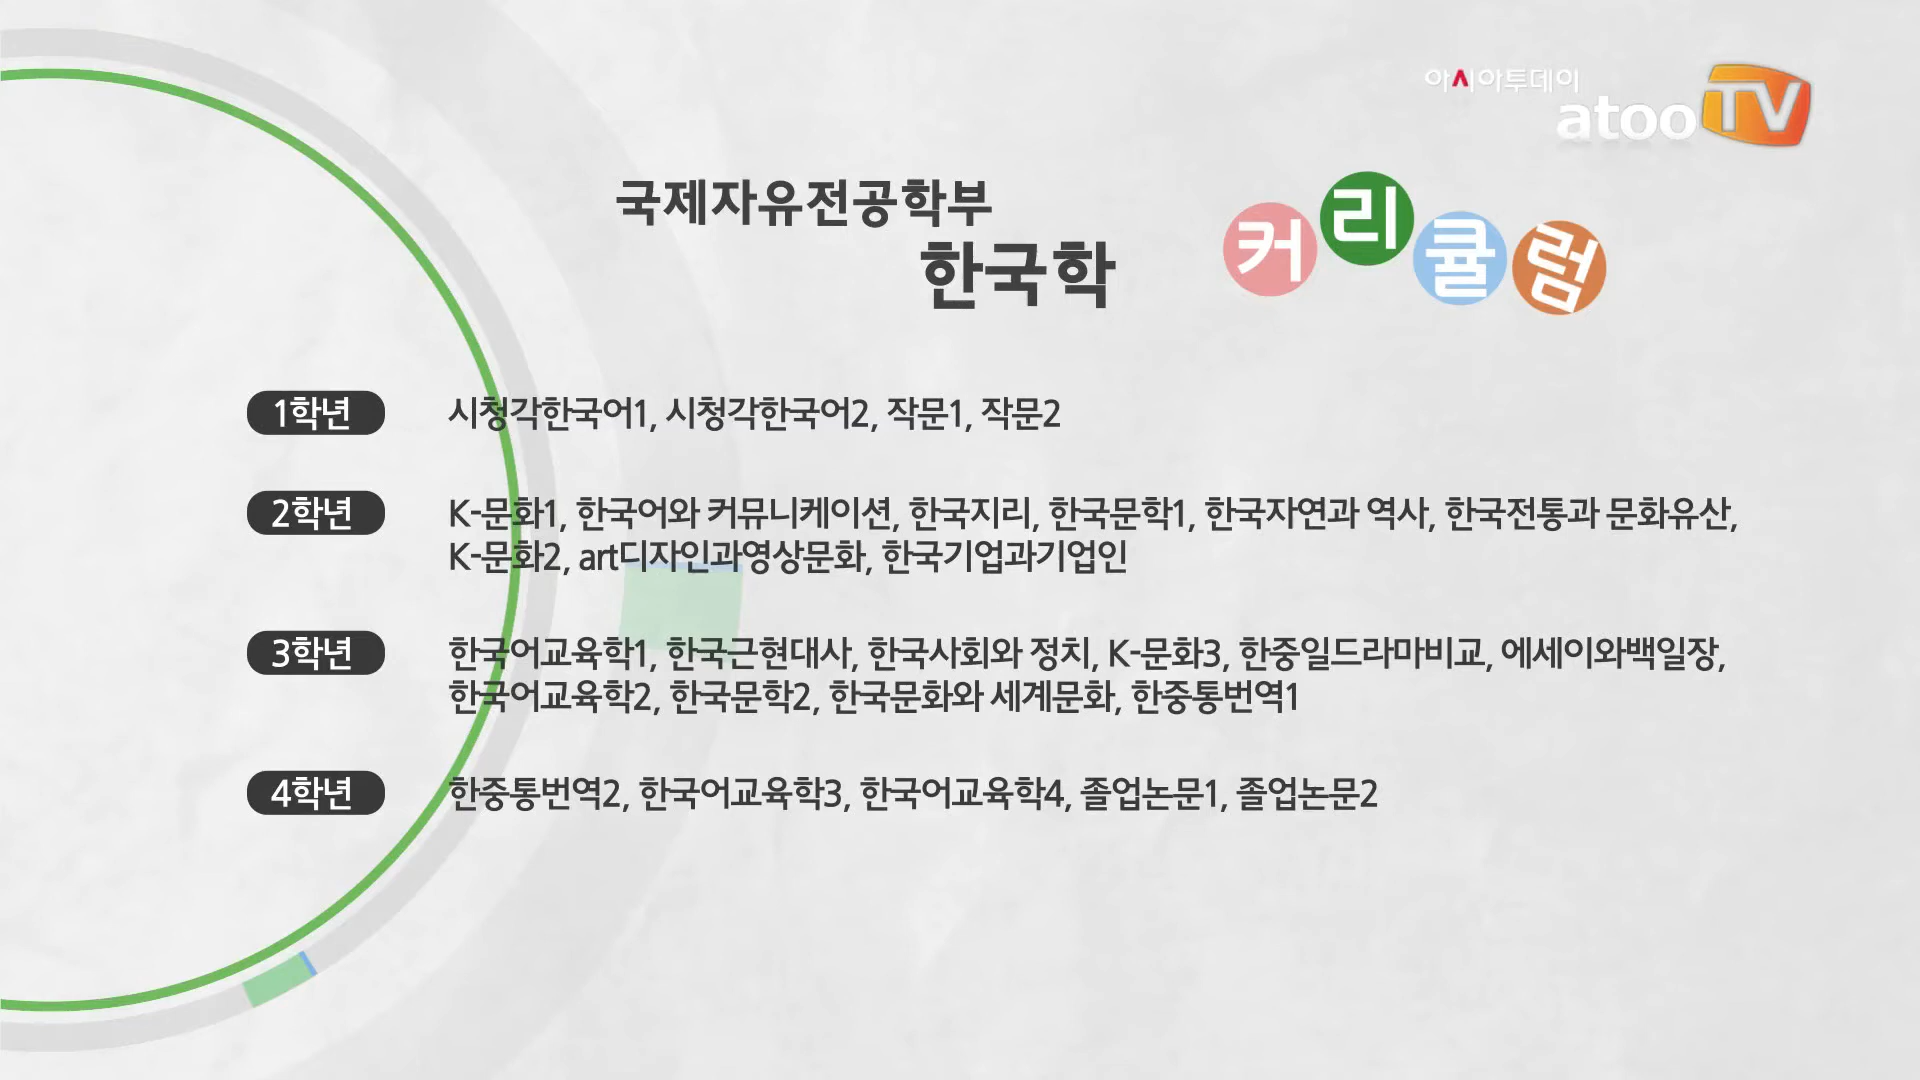 아시아투데이
atooTV
국제자유전공학부
한국학
커리큘럼
1학년 시청각한국어1, 시청각한국어2, 작문1, 작문2
2학년 K-문화1, 한국어와 커뮤니케이션, 한국지리, 한국문학1, 한국자연과 역사, 한국전통과 문화유산,
K-문화2, art디자인과영상문화, 한국기업과기업인
3학년 한국어교육학1, 한국근현대사, 한국사회와 정치, K-문화3, 한중일드라마비교, 에세이와백일장,
한국어교육학2, 한국문학2, 한국문화와 세계문화, 한중통번역1
4학년 한중통번역2, 한국어교육학3, 한국어교육학4, 졸업논문1, 졸업논문2